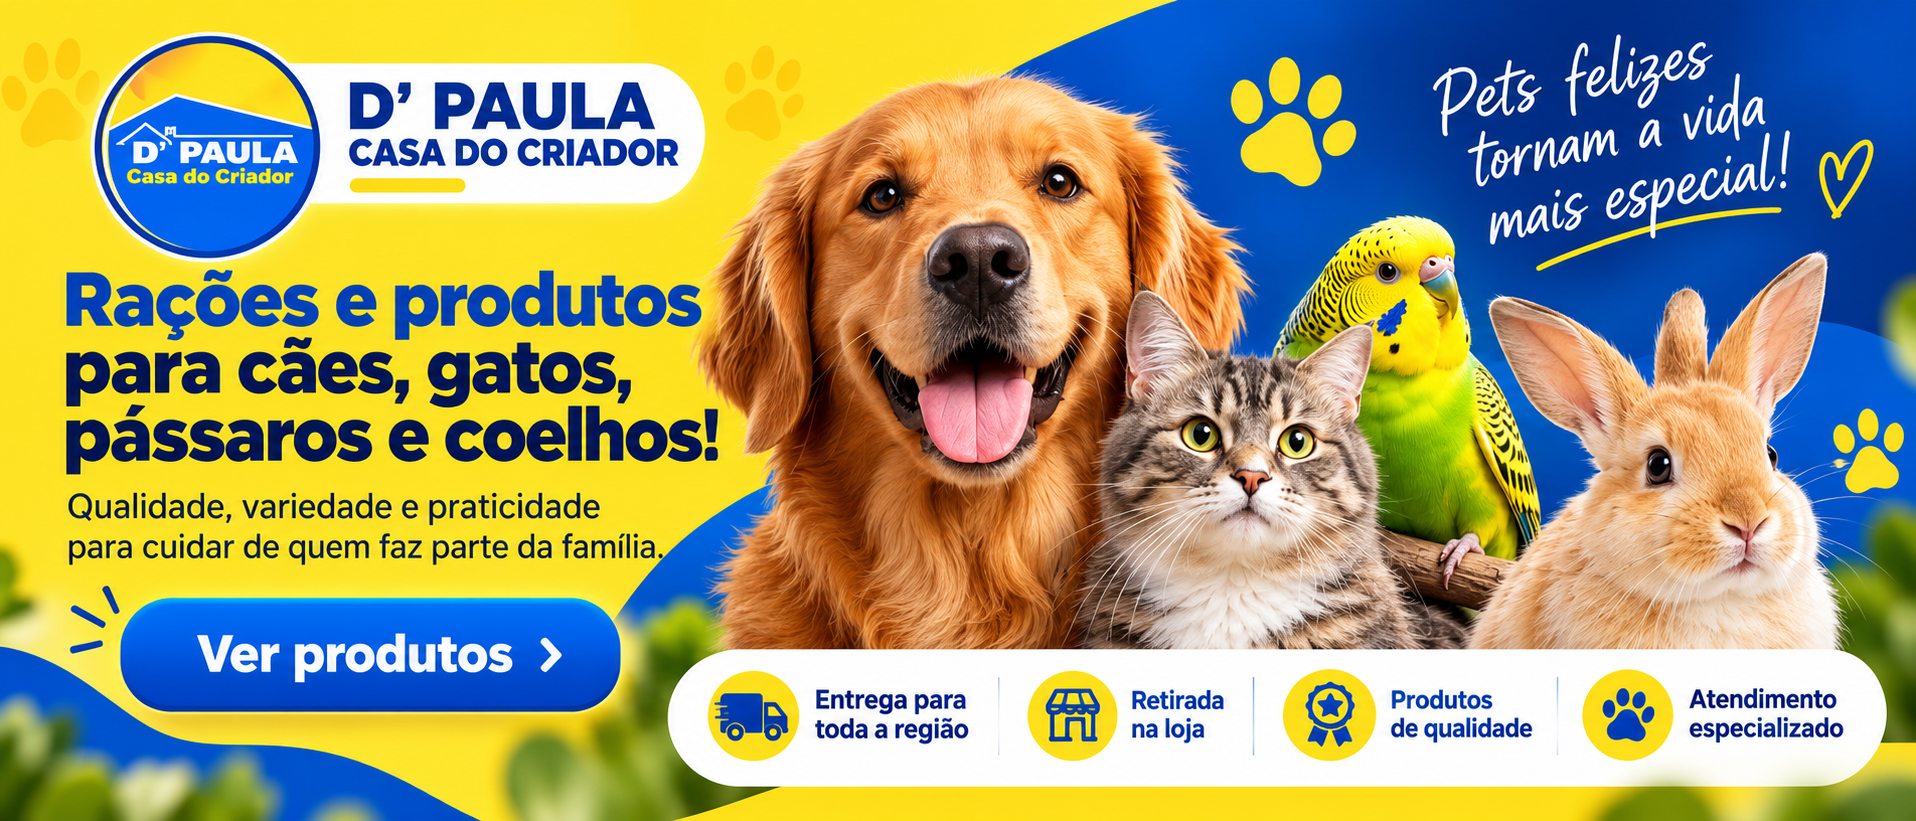 D' PAULA
Casa do Criador
D' PAULA
CASA DO CRIADOR
Rações e produtos
para cães, gatos,
pássaros e coelhos!
Qualidade, variedade e praticidade
para cuidar de quem faz parte da família.
Ver produtos
Pets felizes
tornam a vida
mais especial!
Entrega para
toda a região
Retirada
na loja
Produtos
de qualidade
Atendimento
especializado